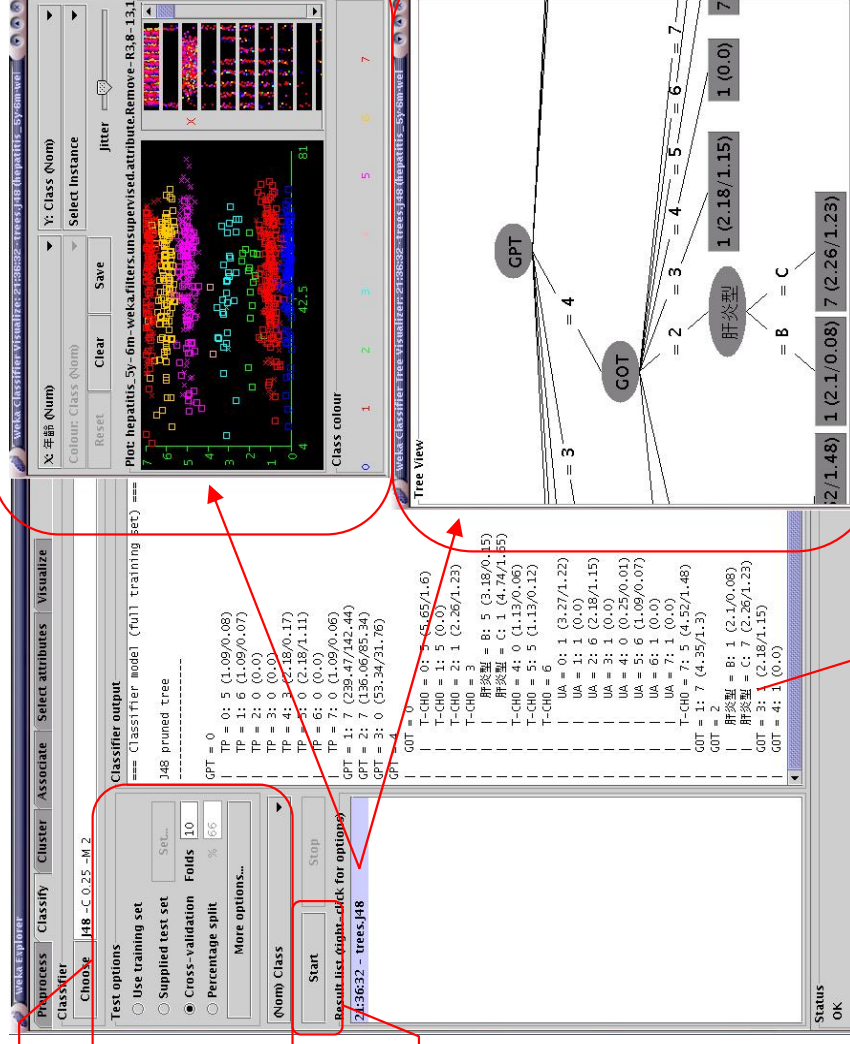 Weka Explorer
Preprocess Classify Cluster Associate Select attributes Visualize
Classifier
Choose J48 -C 0.25 -M 2
Test options
Use training set
Supplied test set Set...
Cross-validation Folds 10
Percentage split % 66
More options...
(Nom) Class
Start Stop
Result list (right-click for options)
21:36:32 - trees.J48
Classifier output
=== Classifier model (full training set) ===
J48 pruned tree
------------------
GPT = 0
| TP = 0: 5 (1.09/0.08)
| TP = 1: 6 (1.09/0.07)
| TP = 2: 0 (0.0)
| TP = 3: 0 (0.0)
| TP = 4: 3 (2.18/0.17)
| TP = 5: 0 (2.18/1.11)
| TP = 6: 0 (0.0)
| TP = 7: 0 (1.09/0.06)
GPT = 1: 7 (239.47/142.44)
GPT = 2: 7 (136.06/85.34)
GPT = 3: 0 (53.34/31.76)
GPT = 4
| GOT = 0
| | T-CHO = 0: 5 (5.65/1.6)
| | T-CHO = 1: 5 (0.0)
| | T-CHO = 2: 1 (2.26/1.23)
| | T-CHO = 3
| | | 肝炎型 = B: 5 (3.18/0.15)
| | | 肝炎型 = C: 1 (4.74/1.65)
| | T-CHO = 4: 0 (1.13/0.06)
| | T-CHO = 5: 5 (1.13/0.12)
| | T-CHO = 6
| | | UA = 0: 1 (3.27/1.22)
| | | UA = 1: 1 (0.0)
| | | UA = 2: 6 (2.18/1.15)
| | | UA = 3: 1 (0.0)
| | | UA = 4: 0 (0.25/0.01)
| | | UA = 5: 6 (1.09/0.07)
| | | UA = 6: 1 (0.0)
| | | UA = 7: 1 (0.0)
| | T-CHO = 7: 5 (4.52/1.48)
| GOT = 1: 7 (4.35/1.3)
| GOT = 2
| | 肝炎型 = B: 1 (2.1/0.08)
| | 肝炎型 = C: 7 (2.26/1.23)
| GOT = 3: 1 (2.18/1.15)
| GOT = 4: 1 (0.0)
Status
OK
Weka Classifier Visualize: 21:36:32 - trees.J48 (hepatitis_5y-6m-wel
X: 年齢 (Num) Y: Class (Nom)
Colour: Class (Nom) Select Instance
Reset Clear Save Jitter
Plot: hepatitis_5y-6m-weka.filters.unsupervised.attribute.Remove-R3,8-13,1
7
6
5
4
3
2
1
0
4 42.5 81
X
Class colour
0 1 2 3 4 5 6 7
Weka Classifier Tree Visualizer: 21:36:32 - trees.J48 (hepatitis_5y-6m-wel
Tree View
GPT
= 3 = 4
GOT
= 2 = 3 = 4 = 5 = 6 = 7
肝炎型 1 (2.18/1.15) 1 (0.0) 7
= B = C
52/1.48) 1 (2.1/0.08) 7 (2.26/1.23)